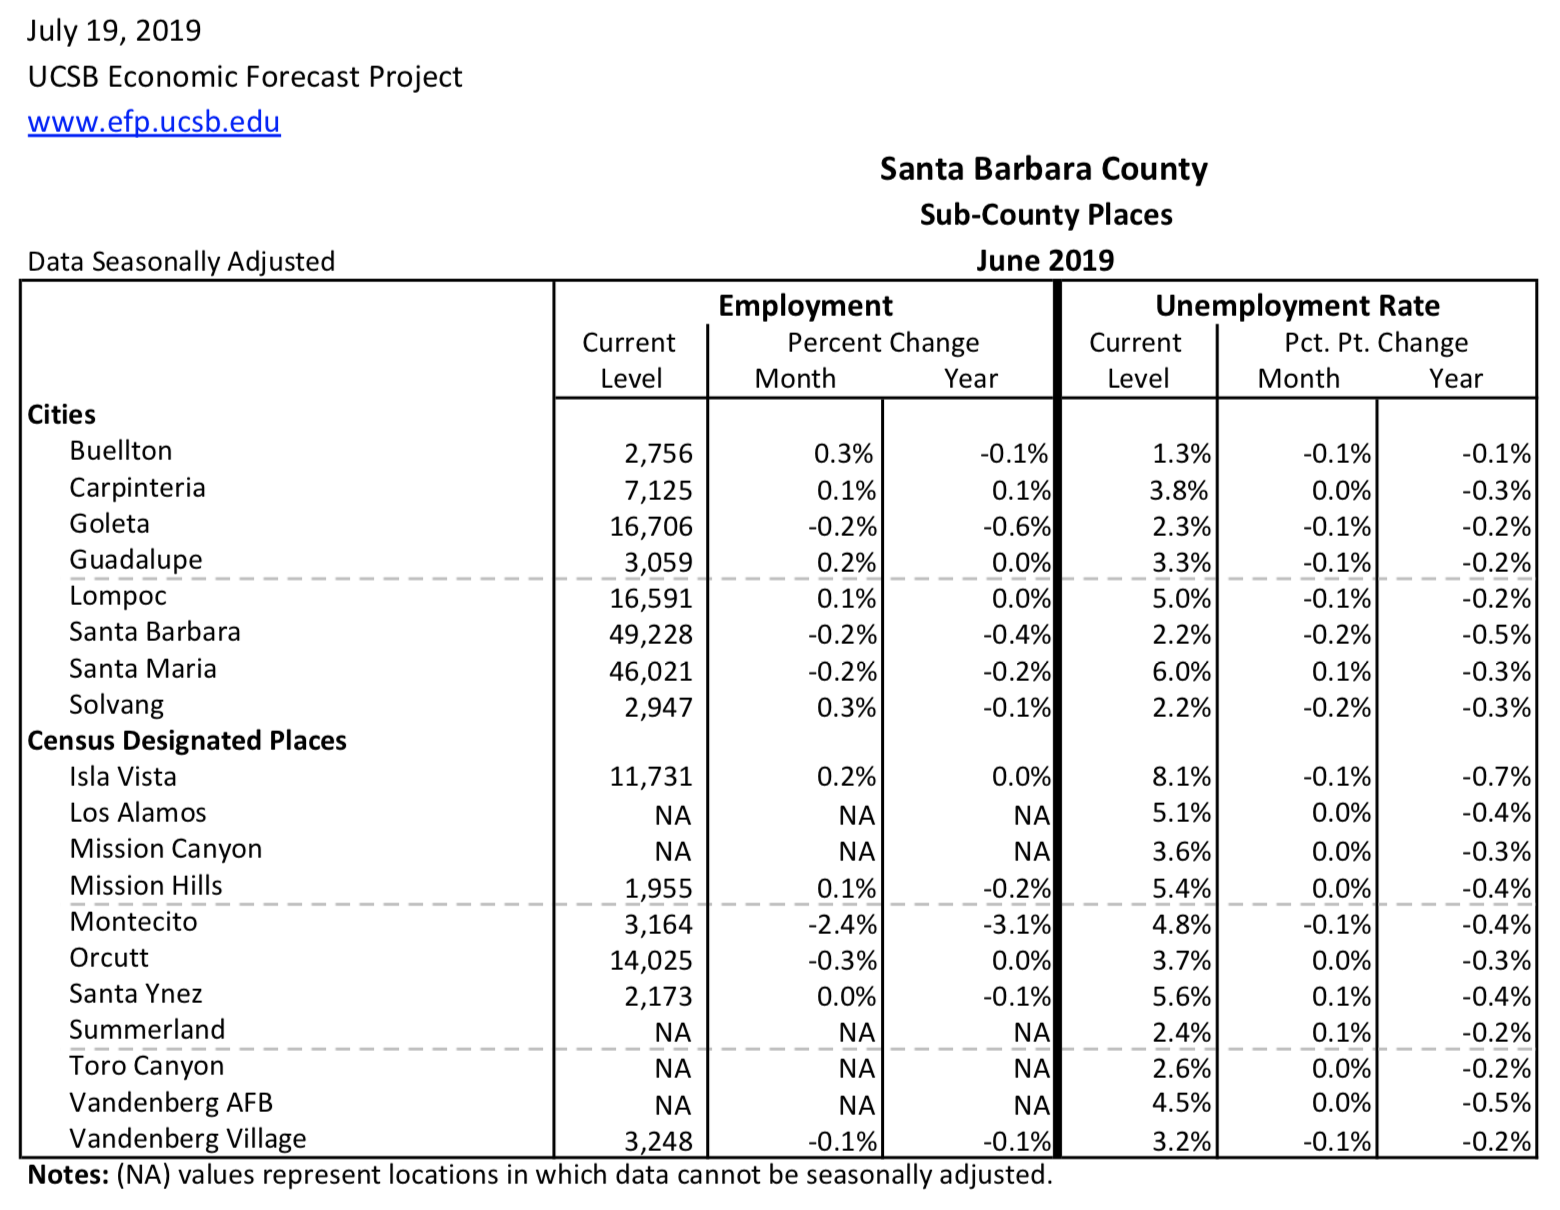 July 19, 2019
UCSB Economic Forecast Project
www.efp.ucsb.edu
Santa Barbara County
Sub-County Places
Data Seasonally Adjusted June 2019
Employment Unemployment Rate
Current Percent Change Current Pct. Pt. Change
Level Month Year Level Month Year
Cities
Buellton 2,756 0.3% -0.1% 1.3% -0.1% -0.1%
Carpinteria 7,125 0.1% 0.1% 3.8% 0.0% -0.3%
Goleta 16,706 -0.2% -0.6% 2.3% -0.1% -0.2%
Guadalupe 3,059 0.2% 0.0% 3.3% -0.1% -0.2%
Lompoc 16,591 0.1% 0.0% 5.0% -0.1% -0.2%
Santa Barbara 49,228 -0.2% -0.4% 2.2% -0.2% -0.5%
Santa Maria 46,021 -0.2% -0.2% 6.0% 0.1% -0.3%
Solvang 2,947 0.3% -0.1% 2.2% -0.2% -0.3%
Census Designated Places
Isla Vista 11,731 0.2% 0.0% 8.1% -0.1% -0.7%
Los Alamos NA NA NA 5.1% 0.0% -0.4%
Mission Canyon NA NA NA 3.6% 0.0% -0.3%
Mission Hills 1,955 0.1% -0.2% 5.4% 0.0% -0.4%
Montecito 3,164 -2.4% -3.1% 4.8% -0.1% -0.4%
Orcutt 14,025 -0.3% 0.0% 3.7% 0.0% -0.3%
Santa Ynez 2,173 0.0% -0.1% 5.6% 0.1% -0.4%
Summerland NA NA NA 2.4% 0.1% -0.2%
Toro Canyon NA NA NA 2.6% 0.0% -0.2%
Vandenberg AFB NA NA NA 4.5% 0.0% -0.5%
Vandenberg Village 3,248 -0.1% -0.1% 3.2% -0.1% -0.2%
Notes: (NA) values represent locations in which data cannot be seasonally adjusted.